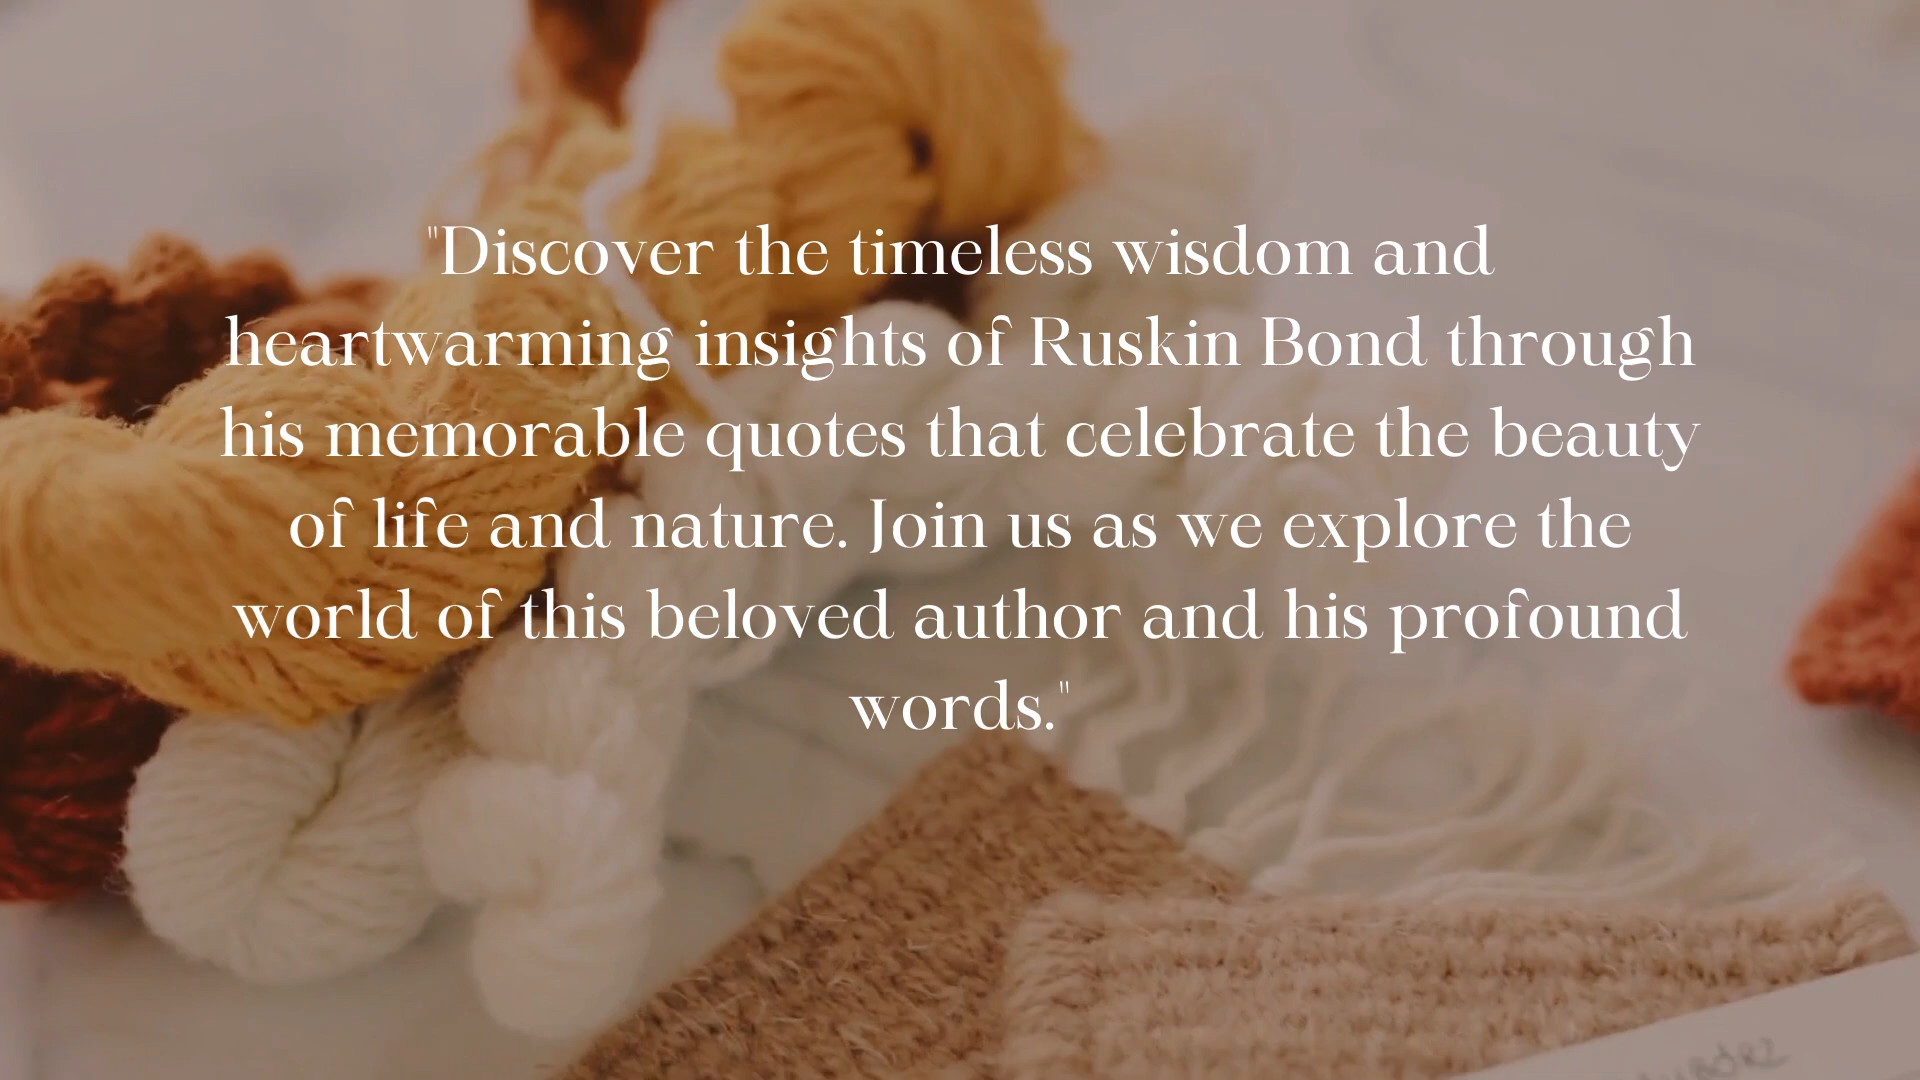 "Discover the timeless wisdom and
heartwarming insights of Ruskin Bond through
his memorable quotes that celebrate the beauty
of life and nature. Join us as we explore the
world of this beloved author and his profound
words."